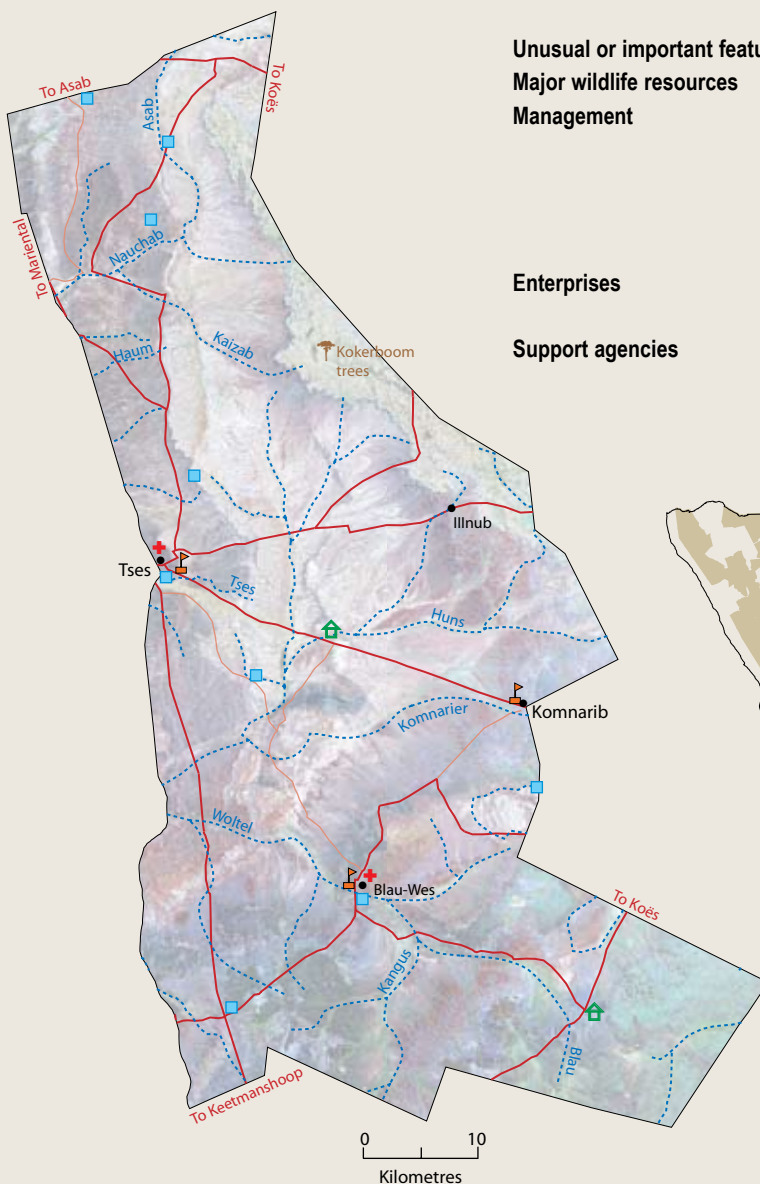 Unusual or important featu
Major wildlife resources
Management
Enterprises
Support agencies
To Asab
To Koës
Asab
To Mariental
Nauchab
Haum
Kaizab
Kokerboom
trees
IIInub
Tses
Tses
Huns
Komnarier
Komnarib
Woltel
Blau-Wes
To Koës
Kangus
Blau
To Keetmanshoop
0 10
Kilometres